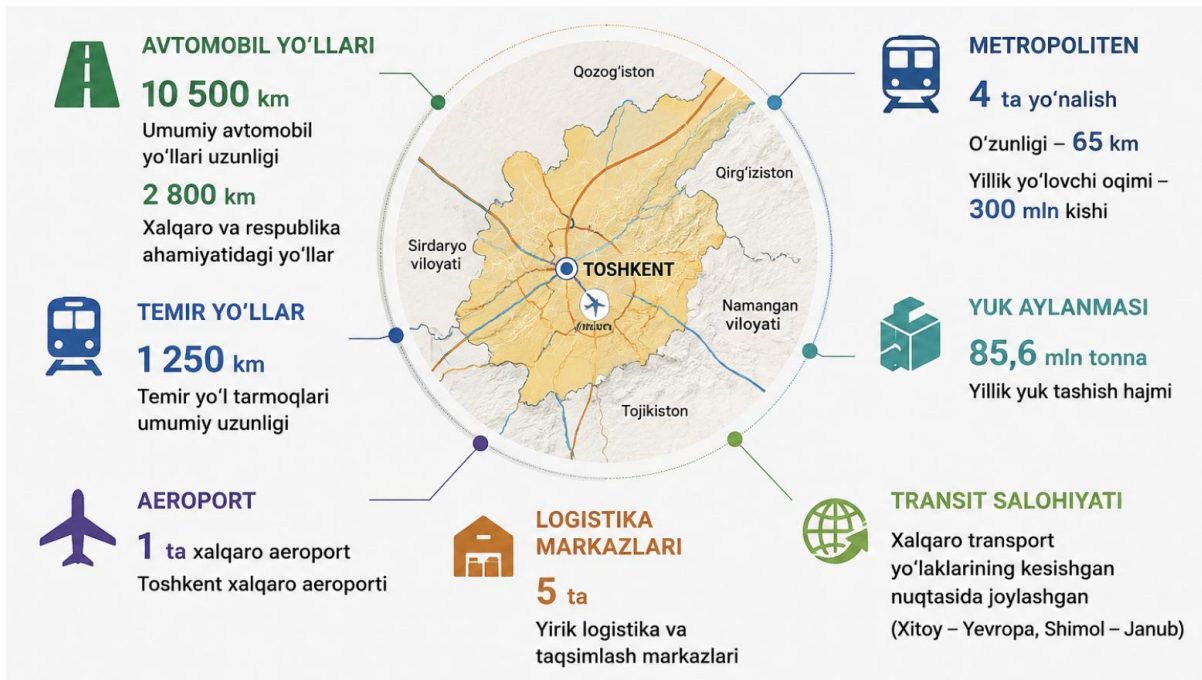 AVTOMOBIL YO‘LLARI
10 500 km
Umumiy avtomobil
yo‘llari uzunligi
2 800 km
Xalqaro va respublika
ahamiyatidagi yo‘llar
TEMIR YO‘LLAR
1 250 km
Temir yo‘l tarmoqlari
umumiy uzunligi
AEROPORT
1 ta xalqaro aeroport
Toshkent xalqaro aeroporti
Qozog‘iston
Qirg‘iziston
Sirdaryo
viloyati
TOSHKENT
Namangan
viloyati
Tojikiston
LOGISTIKA
MARKAZLARI
5 ta
Yirik logistika va
taqsimlash markazlari
METROPOLITEN
4 ta yo‘nalish
O‘zunligi – 65 km
Yillik yo‘lovchi oqimi –
300 mln kishi
YUK AYLANMASI
85,6 mln tonna
Yillik yuk tashish hajmi
TRANSIT SALOHIYATI
Xalqaro transport
yo‘laklarining kesishgan
nuqtasida joylashgan
(Xitoy – Yevropa, Shimol – Janub)